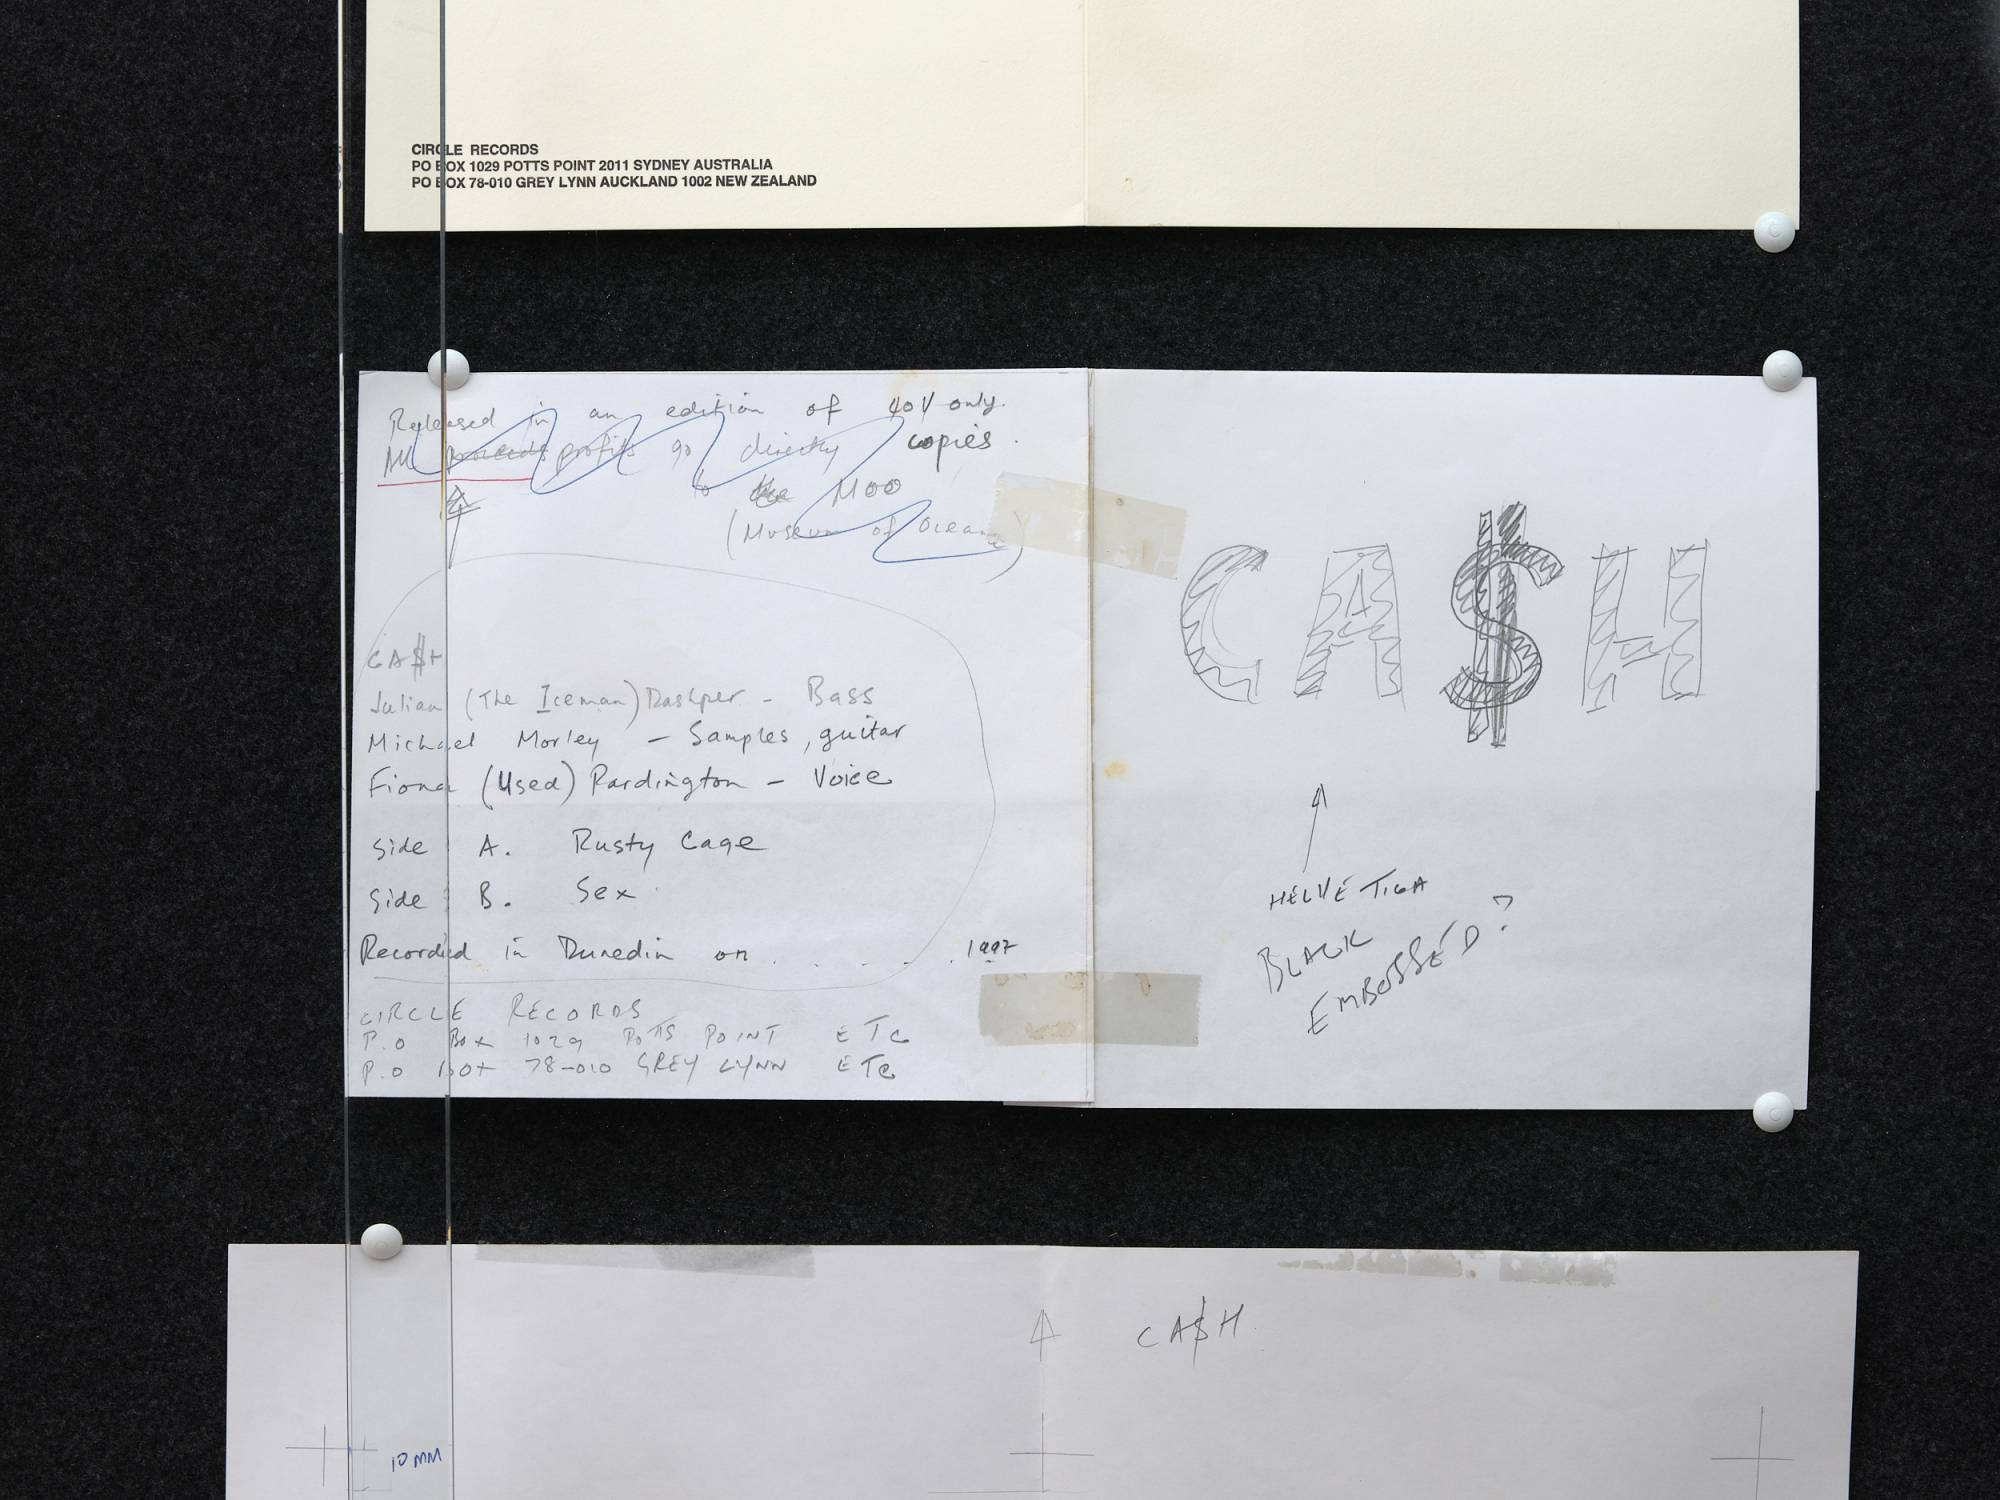 CIRCLE RECORDS
PO BOX 1029 POTTS POINT 2011 SYDNEY AUSTRALIA
PO BOX 78-010 GREY LYNN AUCKLAND 1002 NEW ZEALAND
Released in an edition of only
All proceeds profits go directly copies.
to the MOO
(Museum of Oceana)
CA$H
Julian (The Iceman) Dashper - Bass
Michael Morley - Samples, guitar
Fiona (Used) Pardington - Voice
Side A. Rusty Cage
Side B. Sex
Recorded in Dunedin on . . . . . 1997
CIRCLE RECORDS
P.O Box 1029 POTTS POINT ETC
P.O Box 78-010 GREY LYNN ETC
CA$H
HELVETICA
BLACK
EMBOSSED?
CA$H
10 MM